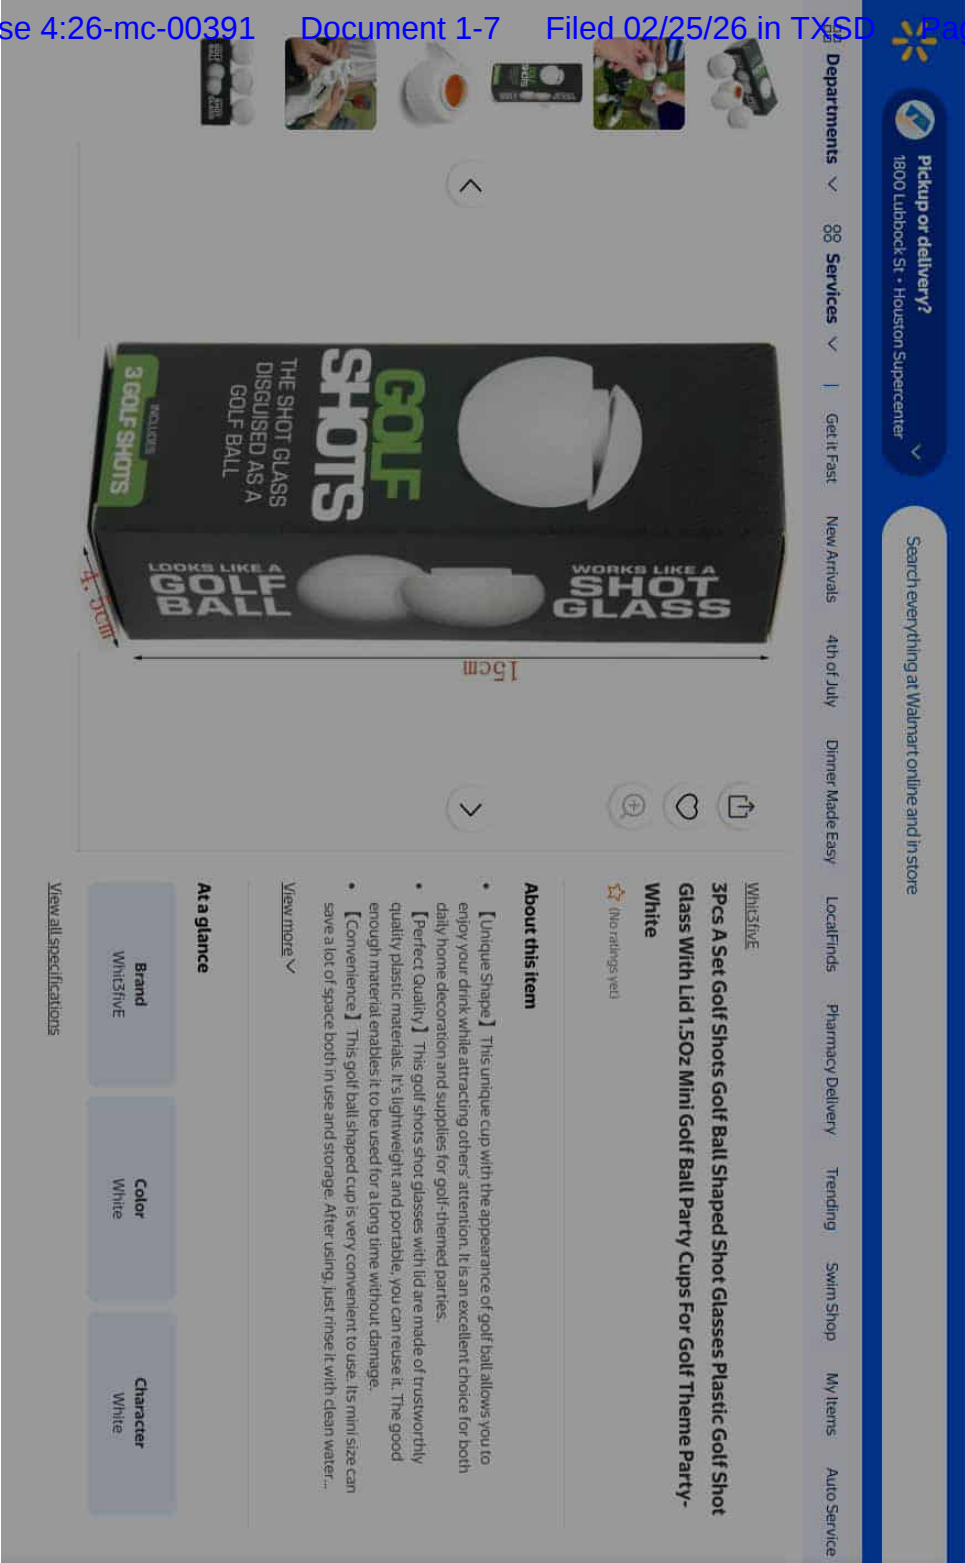 se 4:26-mc-00391 Document 1-7 Filed 02/25/26 in TXSD Pag
Pickup or delivery?
1800 Lubbock St • Houston Supercenter
Search everything at Walmart online and in store
Departments
Services
Get it Fast
New Arrivals
4th of July
Dinner Made Easy
LocalFinds
Pharmacy Delivery
Trending
Swim Shop
My Items
Auto Service
GOLF
SHOTS
THE SHOT GLASS
DISGUISED AS A
GOLF BALL
INCLUDES
3 GOLF SHOTS
WORKS LIKE A
SHOT
GLASS
LOOKS LIKE A
GOLF
BALL
15cm
4.5cm
Whit3fivE
3Pcs A Set Golf Shots Golf Ball Shaped Shot Glasses Plastic Golf Shot
Glass With Lid 1.5Oz Mini Golf Ball Party Cups For Golf Theme Party-
White
(No ratings yet)
About this item
• 【Unique Shape】This unique cup with the appearance of golf ball allows you to
enjoy your drink while attracting others' attention. It is an excellent choice for both
daily home decoration and supplies for golf-themed parties.
• 【Perfect Quality】This golf shots shot glasses with lid are made of trustworthly
quality plastic materials. It's lightweight and portable, you can reuse it. The good
enough material enables it to be used for a long time without damage.
• 【Convenience】This golf ball shaped cup is very convenient to use. Its mini size can
save a lot of space both in use and storage. After using, just rinse it with clean water...
View more
At a glance
Brand
Whit3fivE
Color
White
Character
White
View all specifications